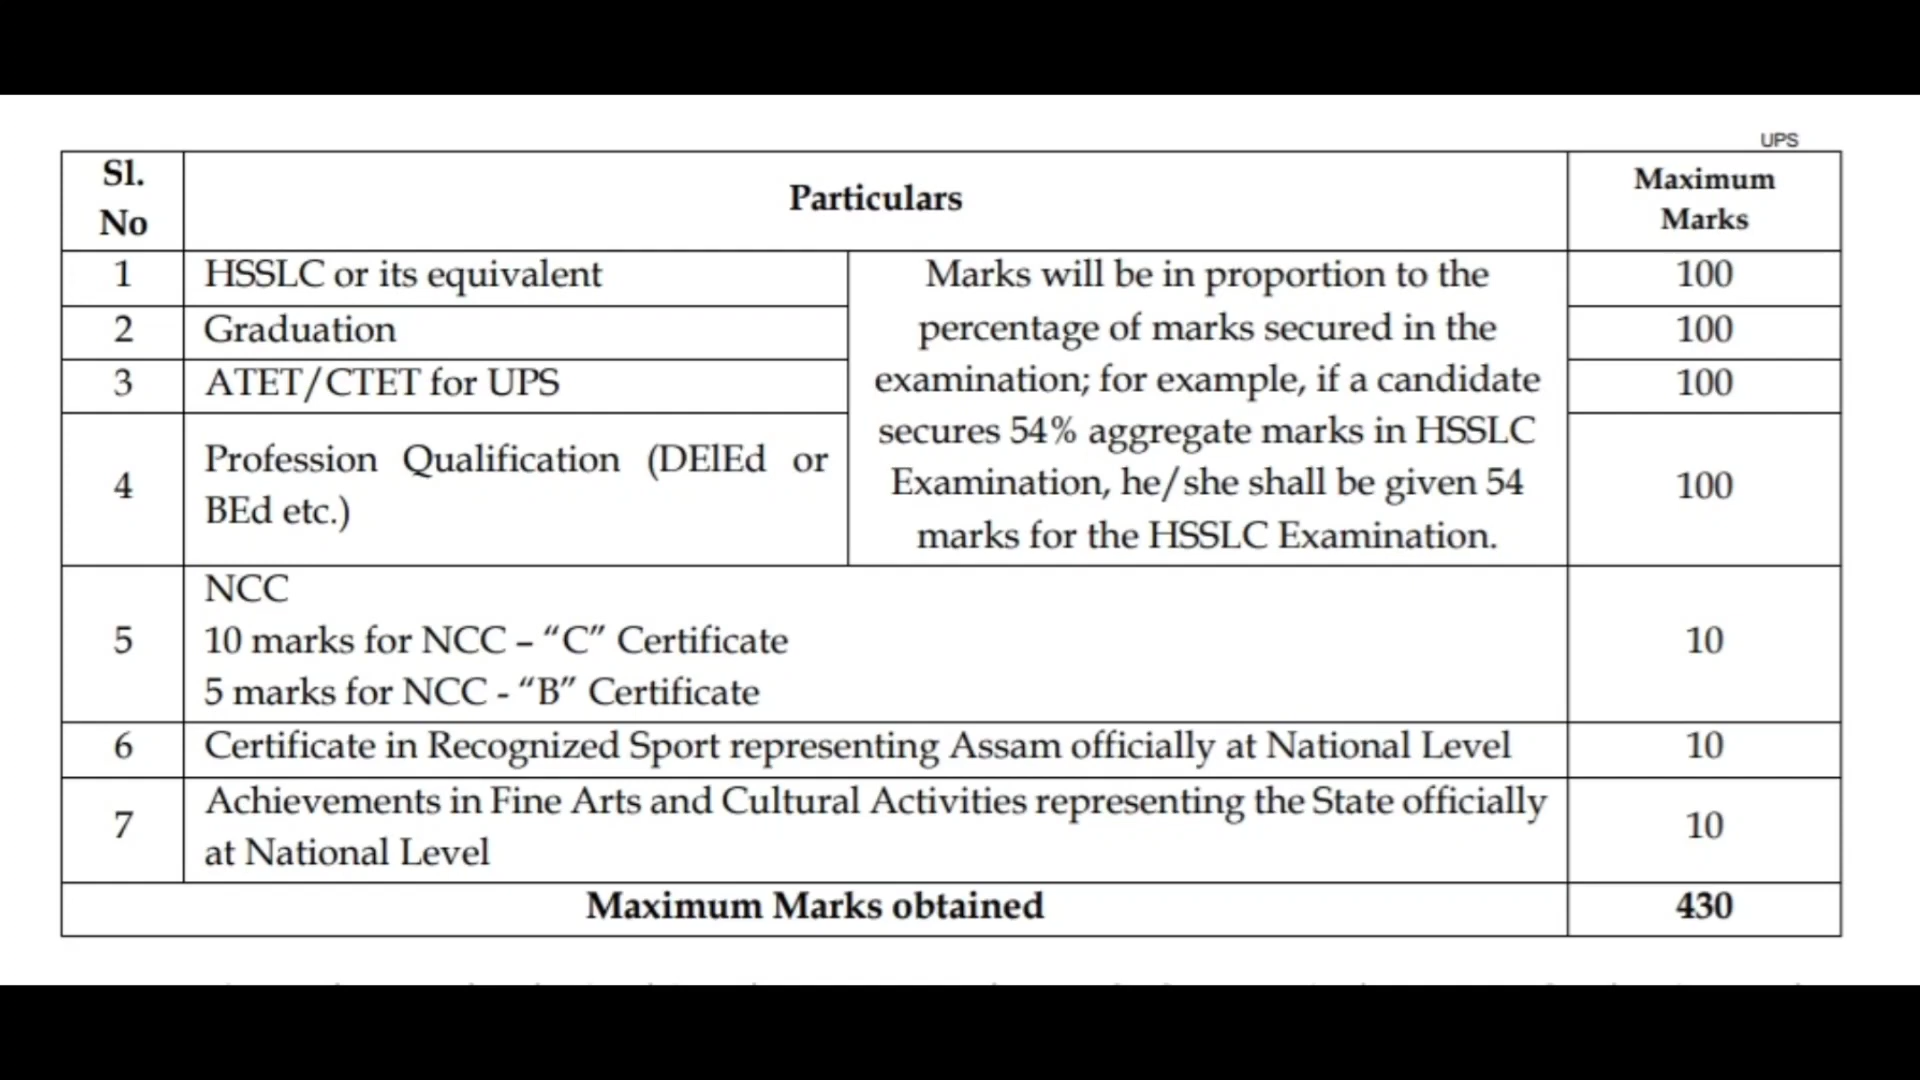 UPS
Sl. No
Particulars
Maximum Marks
1
HSSLC or its equivalent
100
2
Graduation
100
3
ATET/CTET for UPS
100
4
Profession Qualification (DElEd or
BEd etc.)
100
Marks will be in proportion to the
percentage of marks secured in the
examination; for example, if a candidate
secures 54% aggregate marks in HSSLC
Examination, he/she shall be given 54
marks for the HSSLC Examination.
5
NCC
10 marks for NCC – “C” Certificate
5 marks for NCC - “B” Certificate
10
6
Certificate in Recognized Sport representing Assam officially at National Level
10
7
Achievements in Fine Arts and Cultural Activities representing the State officially
at National Level
10
Maximum Marks obtained
430